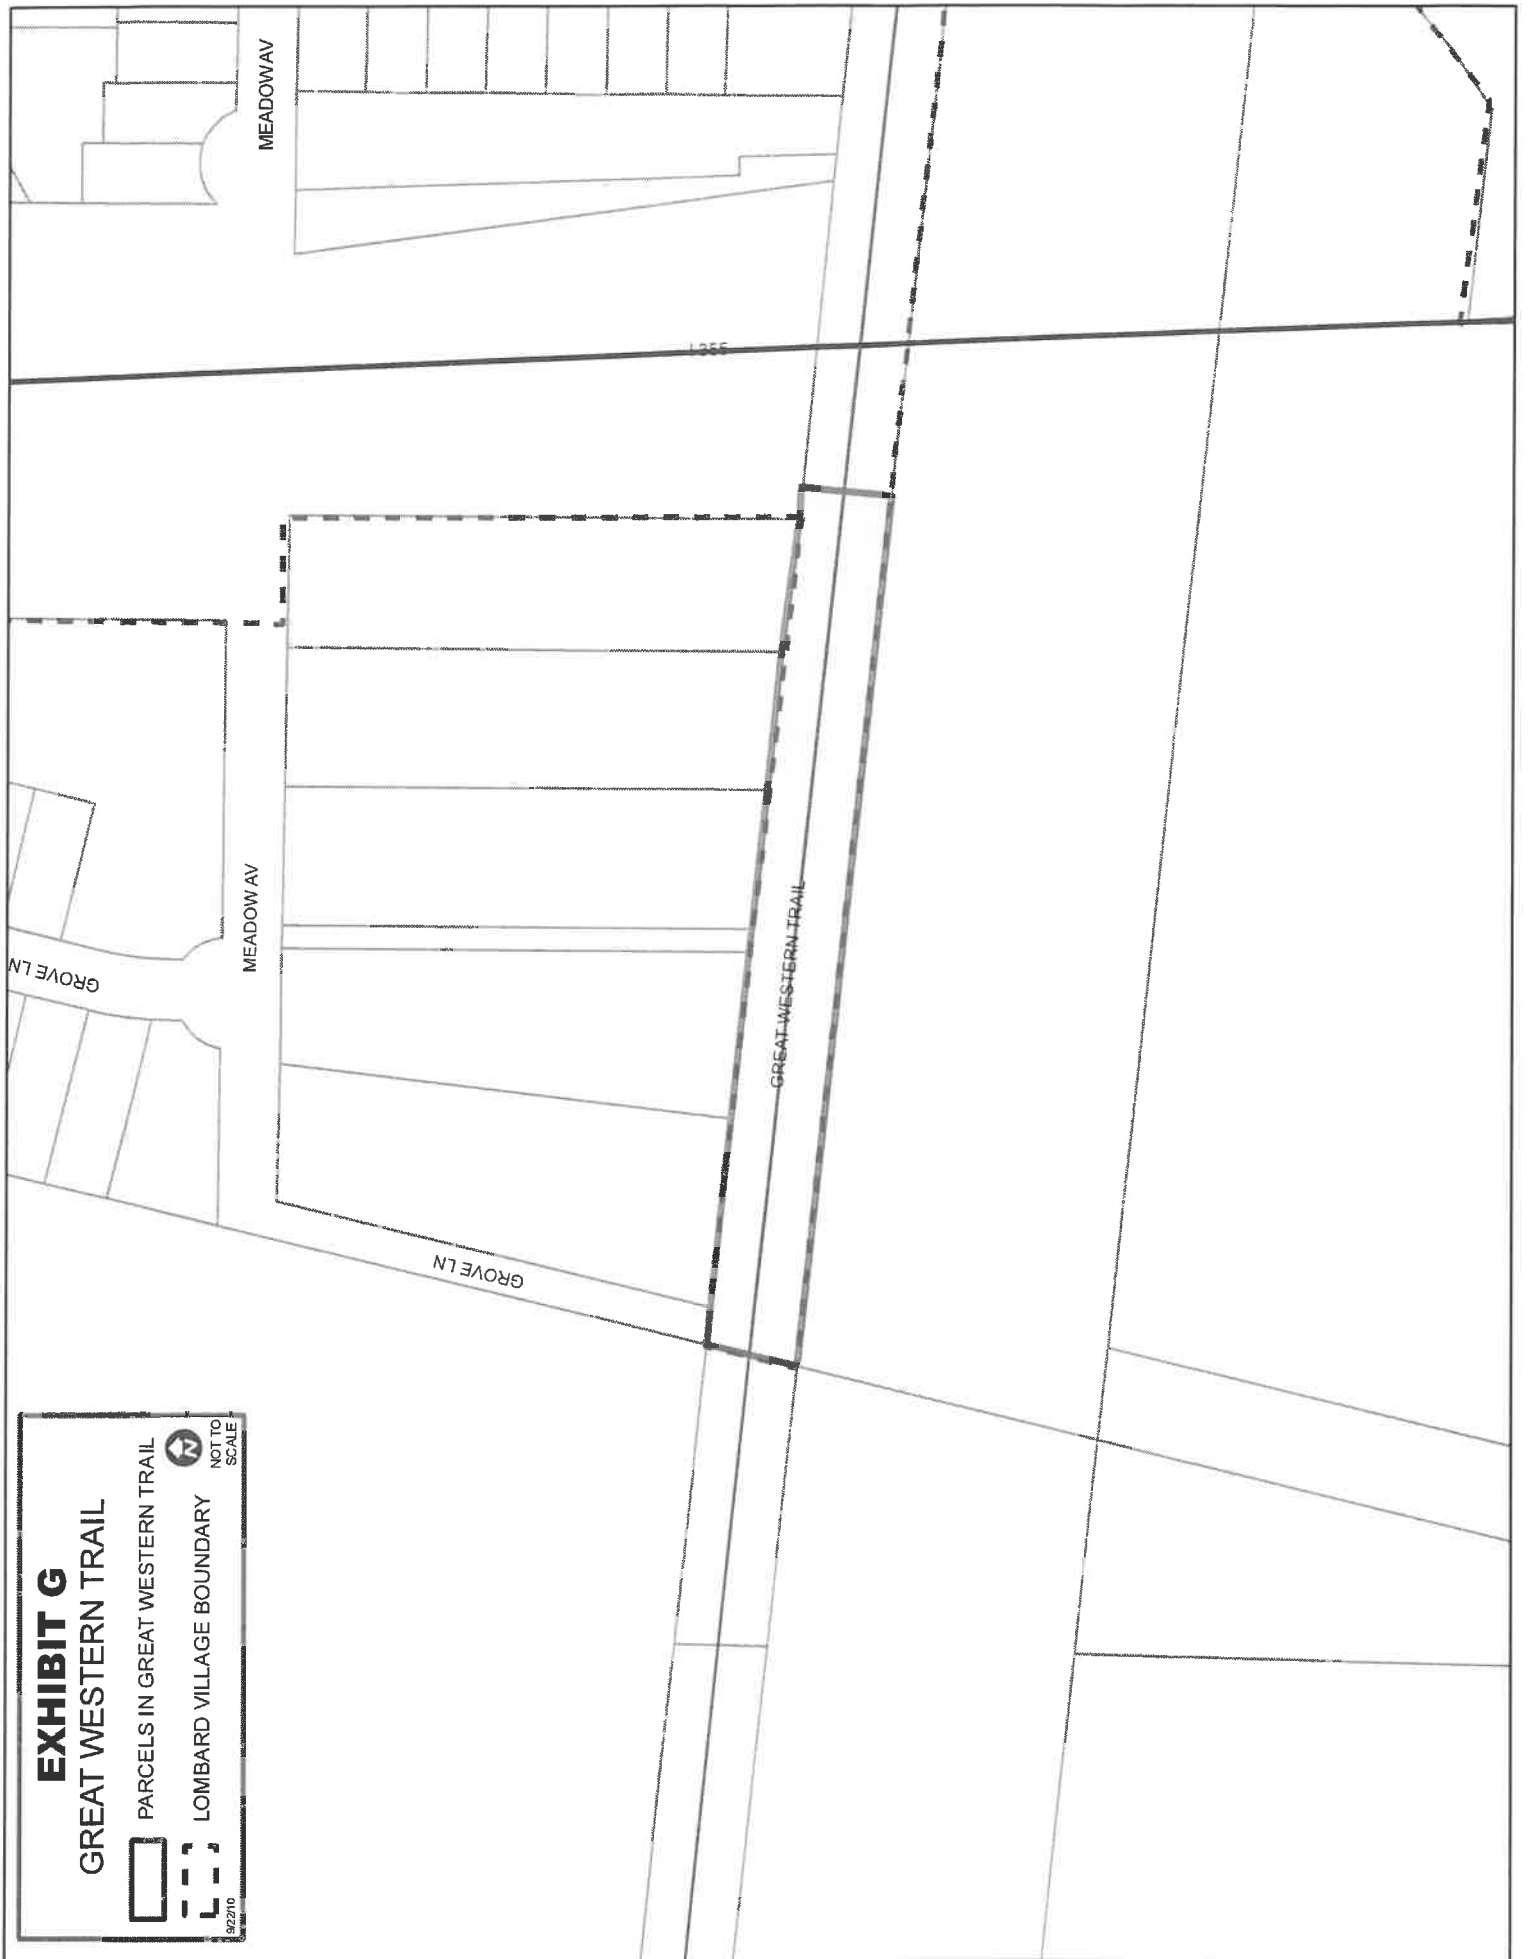 EXHIBIT G
GREAT WESTERN TRAIL
PARCELS IN GREAT WESTERN TRAIL
LOMBARD VILLAGE BOUNDARY
N
NOT TO
SCALE
9/22/10
GROVE LN
MEADOW AV
MEADOW AV
GROVE LN
I 355
GREAT WESTERN TRAIL